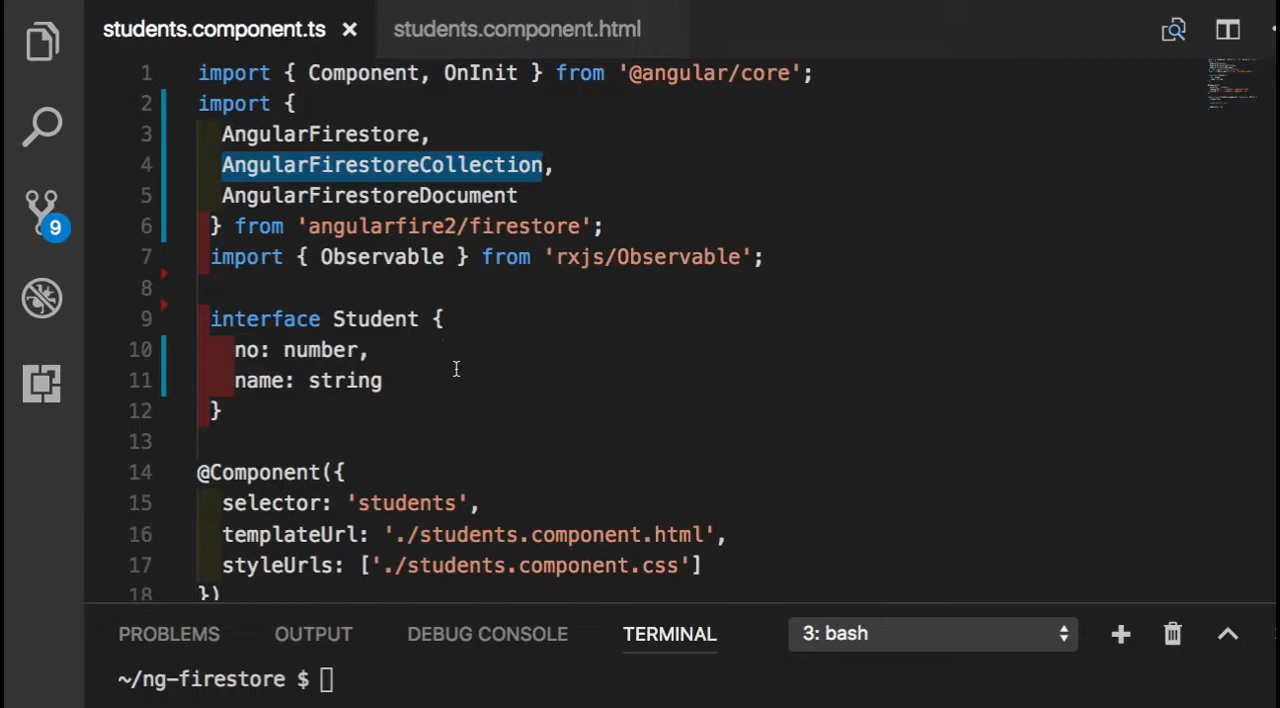 students.component.ts × students.component.html
1 import { Component, OnInit } from '@angular/core';
2 import {
3 AngularFirestore,
4 AngularFirestoreCollection,
5 AngularFirestoreDocument
6 } from 'angularfire2/firestore';
7 import { Observable } from 'rxjs/Observable';
8
9 interface Student {
10 no: number,
11 name: string
12 }
13
14 @Component({
15 selector: 'students',
16 templateUrl: './students.component.html',
17 styleUrls: ['./students.component.css']
18 })
9
PROBLEMS OUTPUT DEBUG CONSOLE TERMINAL 3: bash
~/ng-firestore $